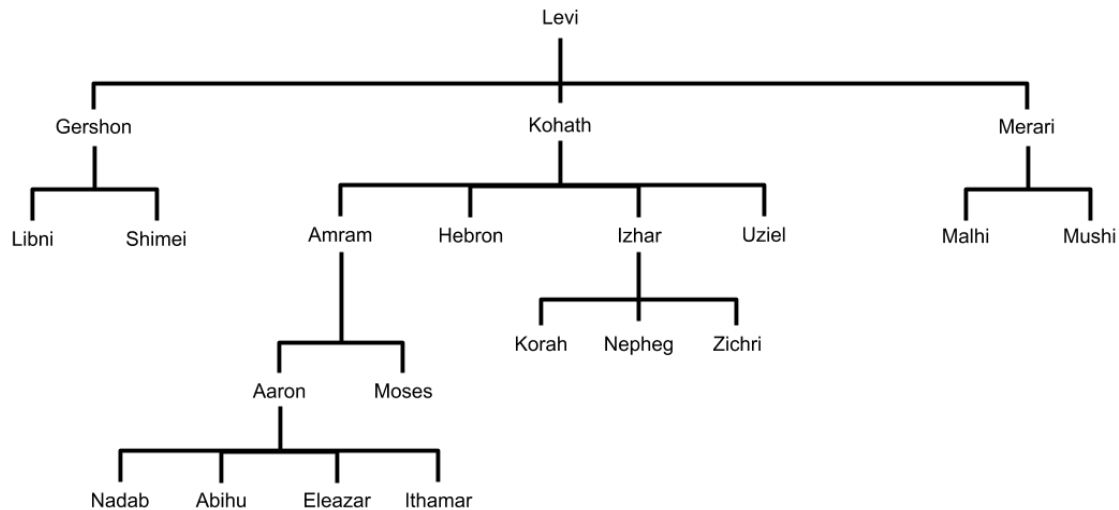 Levi
Gershon Kohath Merari
Libni Shimei Amram Hebron Izhar Uziel Malhi Mushi
Korah Nepheg Zichri
Aaron Moses
Nadab Abihu Eleazar Ithamar